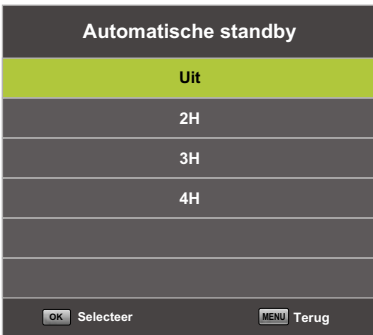 Automatische standby
Uit
2H
3H
4H
OK Selecteer MENU Terug